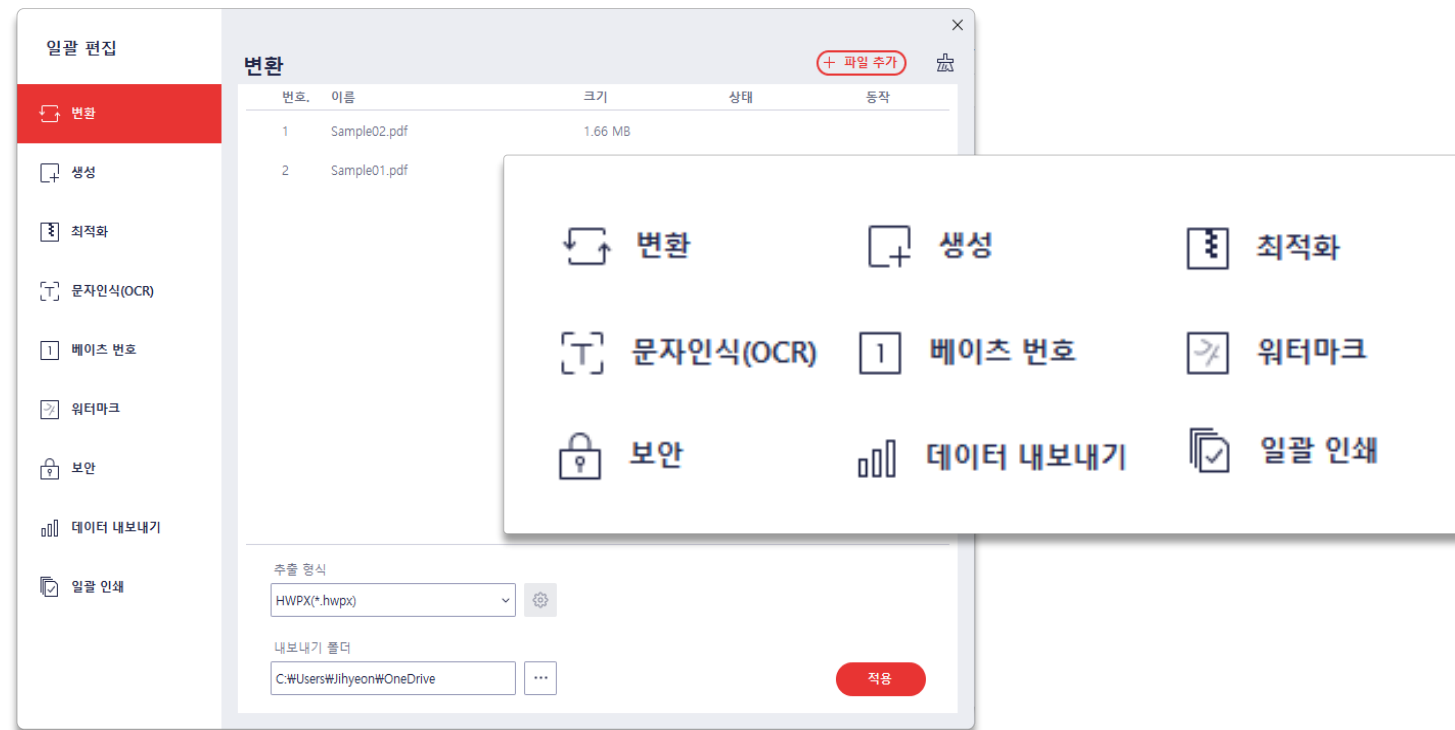 일괄 편집
변환
생성
최적화
문자인식(OCR)
베이츠 번호
워터마크
보안
데이터 내보내기
일괄 인쇄
변환
+ 파일 추가
번호. 이름 크기 상태 동작
1 Sample02.pdf 1.66 MB
2 Sample01.pdf
변환 생성 최적화
문자인식(OCR) 베이츠 번호 워터마크
보안 데이터 내보내기 일괄 인쇄
추출 형식
HWPX(*.hwpx)
내보내기 폴더
C:₩Users₩Jihyeon₩OneDrive
...
적용